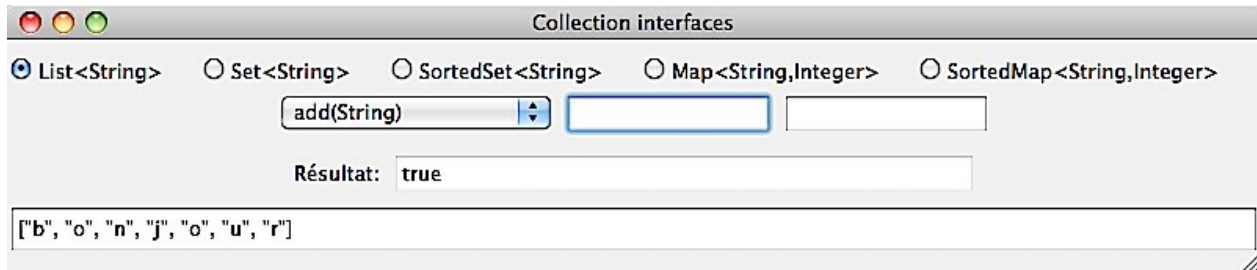 Collection interfaces
List<String> Set<String> SortedSet<String> Map<String,Integer> SortedMap<String,Integer>
add(String)
Résultat: true
["b", "o", "n", "j", "o", "u", "r"]